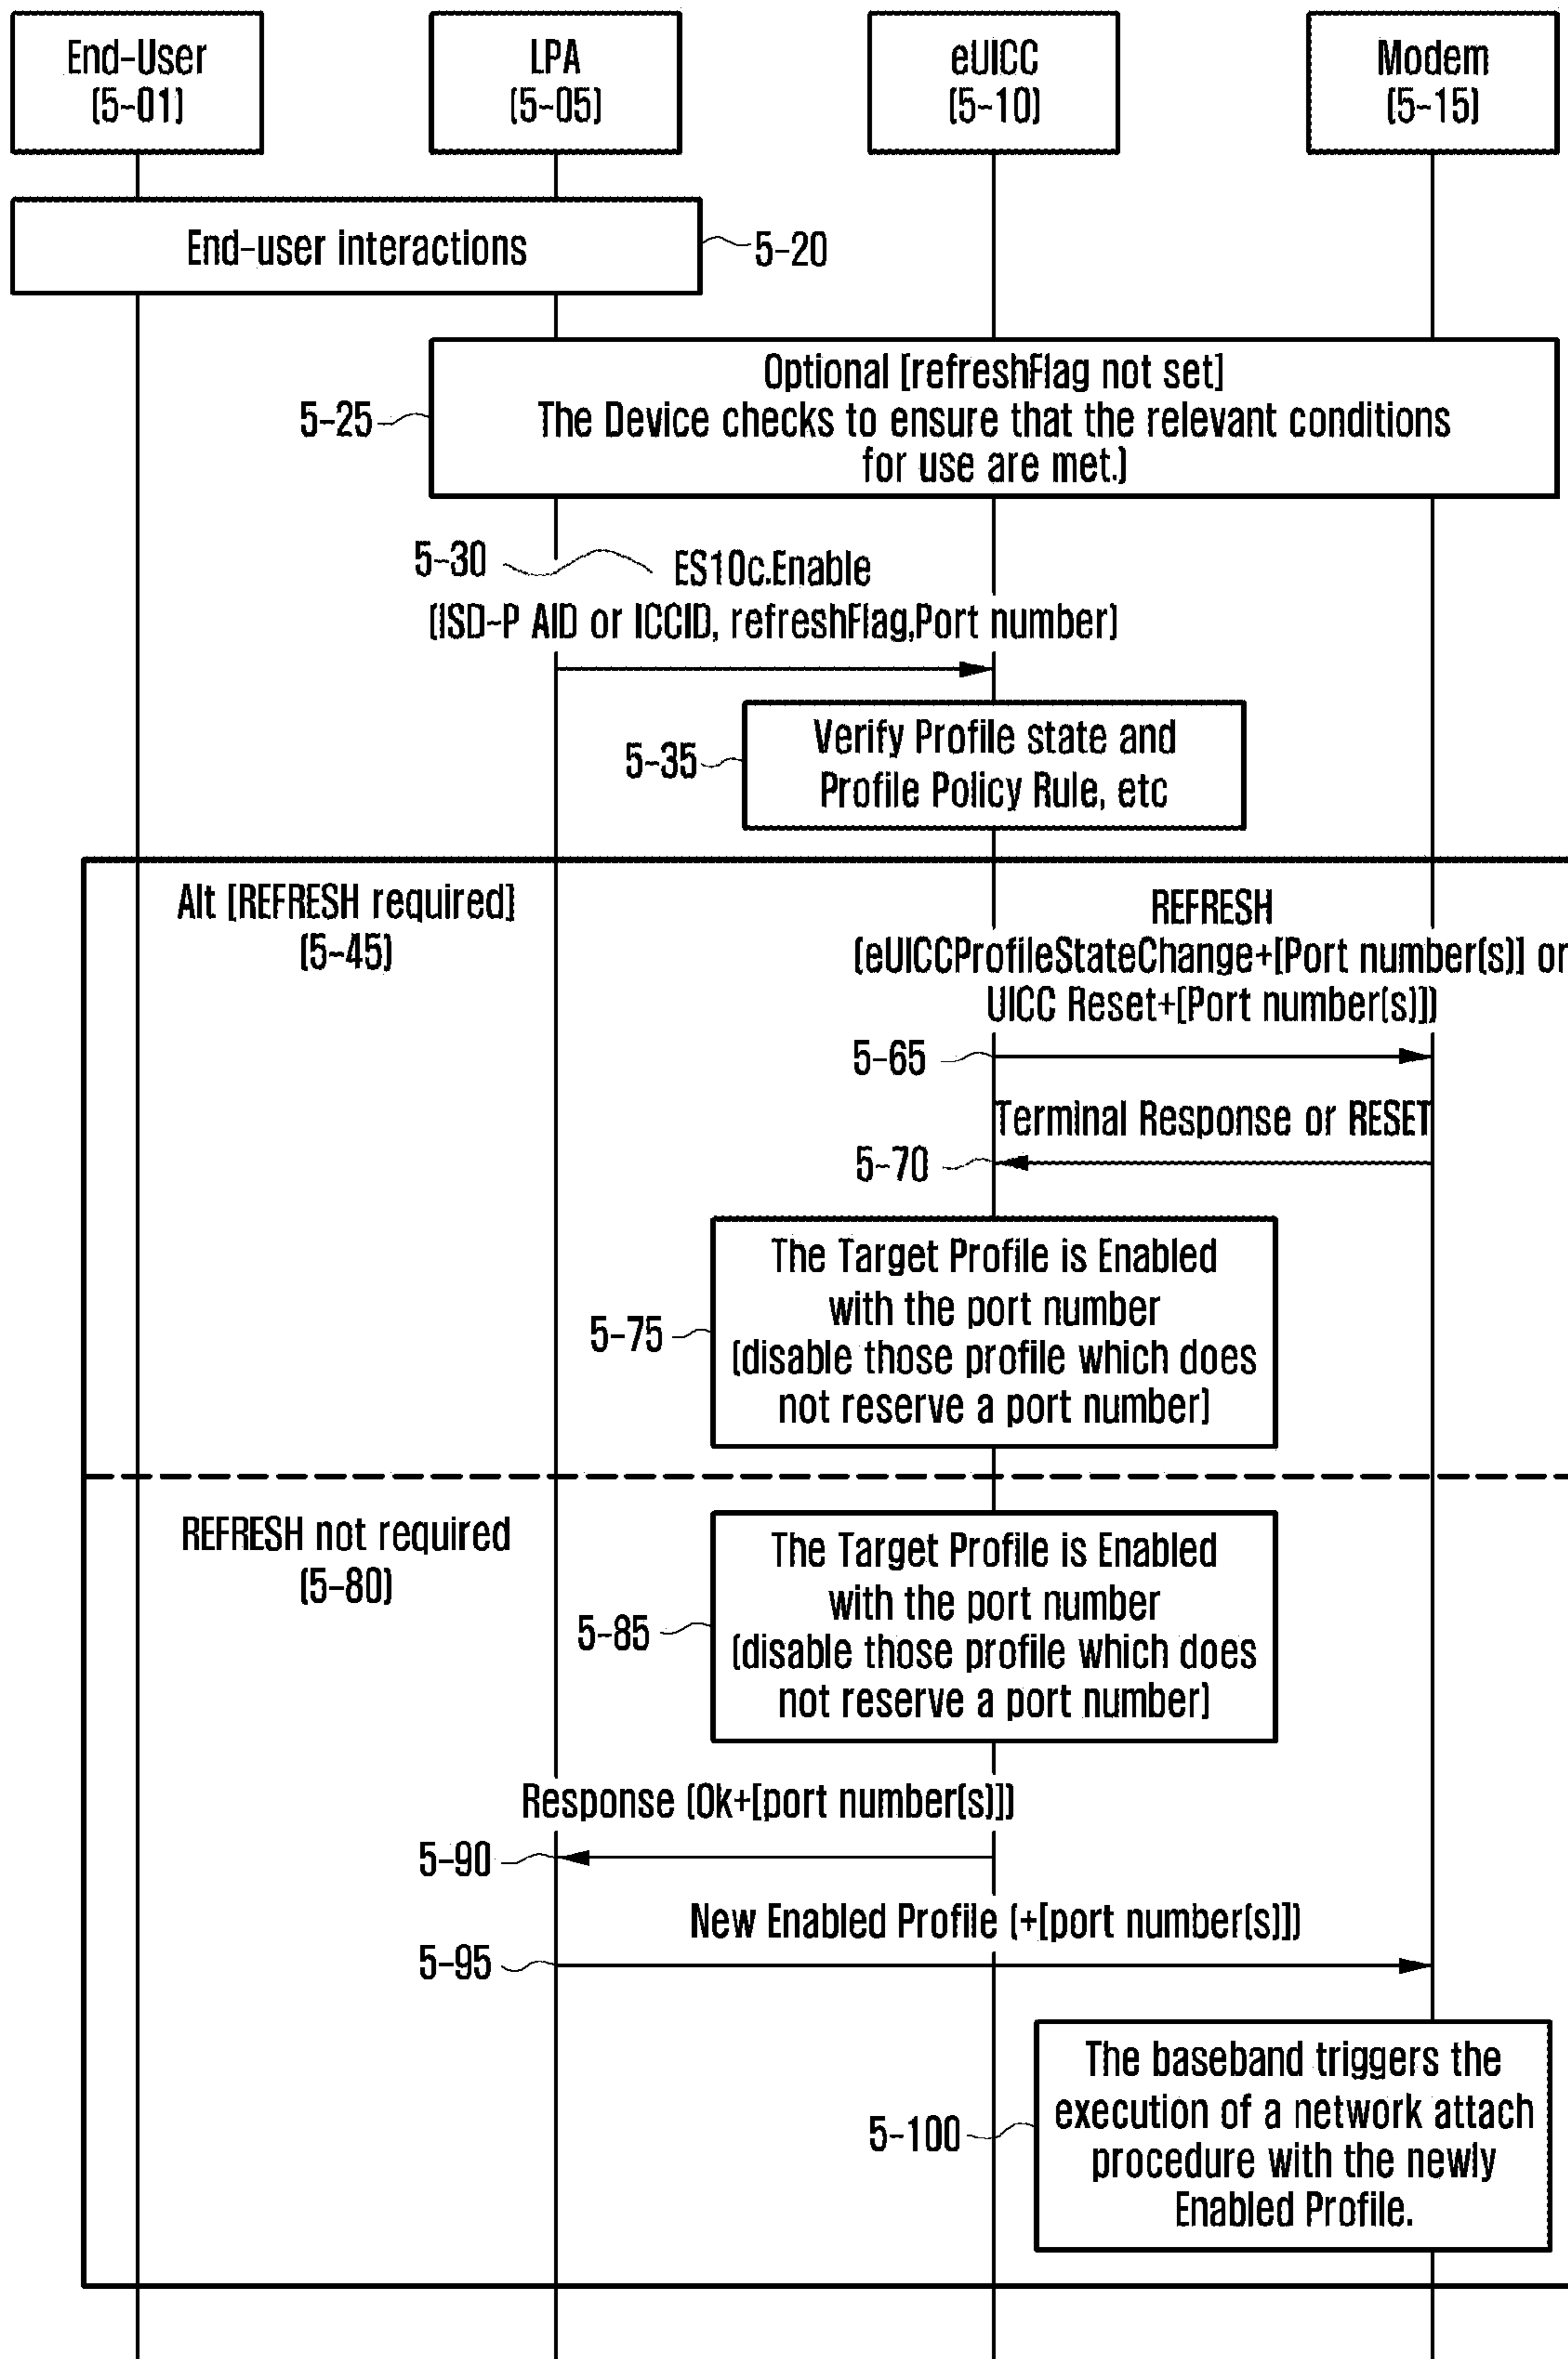 End-User
(5-01)
LPA
(5-05)
eUICC
(5-10)
Modem
(5-15)
End-user interactions
5-20
Optional [refreshFlag not set]
The Device checks to ensure that the relevant conditions
for use are met.)
5-25
5-30
ES10c.Enable
(ISD-P AID or ICCID, refreshFlag,Port number)
Verify Profile state and
Profile Policy Rule, etc
5-35
Alt [REFRESH required]
(5-45)
REFRESH
(eUICCProfileStateChange+[Port number(s)] or
UICC Reset+[Port number(s)])
5-65
Terminal Response or RESET
5-70
The Target Profile is Enabled
with the port number
(disable those profile which does
not reserve a port number)
5-75
REFRESH not required
(5-80)
The Target Profile is Enabled
with the port number
(disable those profile which does
not reserve a port number)
5-85
Response (Ok+[port number(s)])
5-90
New Enabled Profile (+[port number(s)])
5-95
The baseband triggers the
execution of a network attach
procedure with the newly
Enabled Profile.
5-100